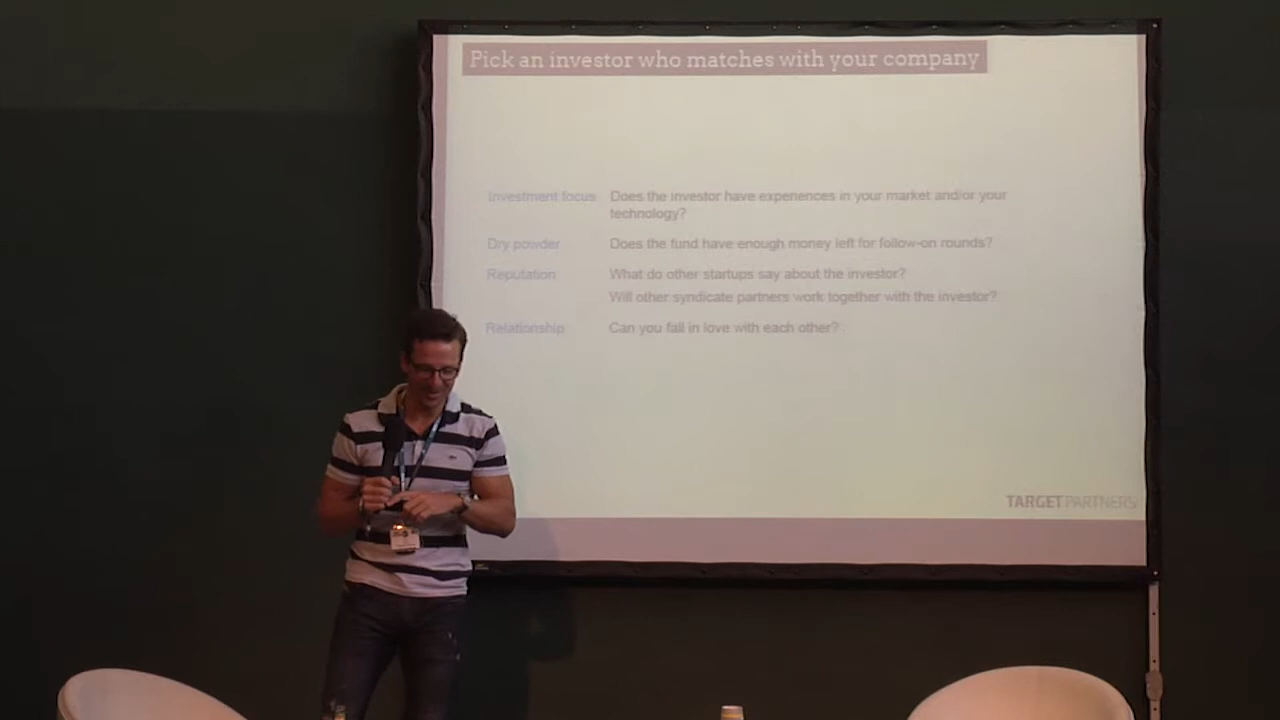 Pick an investor who matches with your company
Investment focus Does the investor have experiences in your market and/or your
technology?
Dry powder Does the fund have enough money left for follow-on rounds?
Reputation What do other startups say about the investor?
Will other syndicate partners work together with the investor?
Relationship Can you fall in love with each other?
TARGETPARTNERS